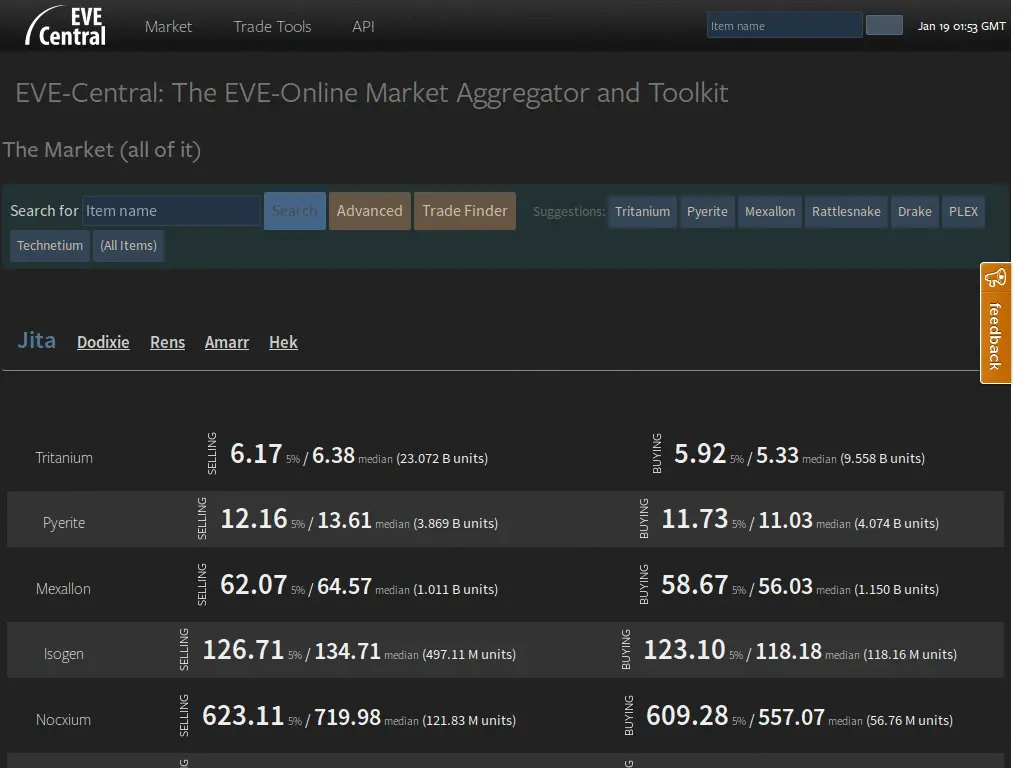 EVE Central Market Trade Tools API Item name Jan 19 01:53 GMT
EVE-Central: The EVE-Online Market Aggregator and Toolkit
The Market (all of it)
Search for Item name Search Advanced Trade Finder Suggestions: Tritanium Pyerite Mexallon Rattlesnake Drake PLEX
Technetium (All Items)
feedback
Jita Dodixie Rens Amarr Hek
Tritanium SELLING 6.17 5% / 6.38 median (23.072 B units) BUYING 5.92 5% / 5.33 median (9.558 B units)
Pyerite SELLING 12.16 5% / 13.61 median (3.869 B units) BUYING 11.73 5% / 11.03 median (4.074 B units)
Mexallon SELLING 62.07 5% / 64.57 median (1.011 B units) BUYING 58.67 5% / 56.03 median (1.150 B units)
Isogen SELLING 126.71 5% / 134.71 median (497.11 M units) BUYING 123.10 5% / 118.18 median (118.16 M units)
Nocxium SELLING 623.11 5% / 719.98 median (121.83 M units) BUYING 609.28 5% / 557.07 median (56.76 M units)